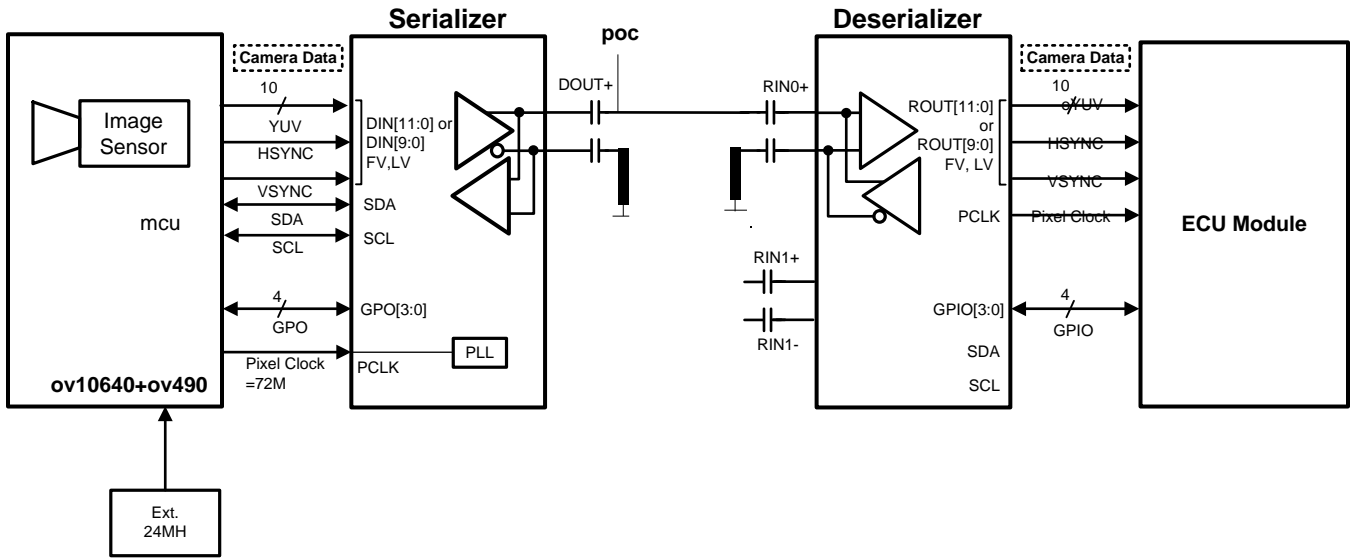 Serializer
Deserializer
poc
Camera Data
Camera Data
DOUT+
RIN0+
10
YUV
HSYNC
VSYNC
SDA
SCL
4
GPO
Pixel Clock
=72M
Image
Sensor
mcu
ov10640+ov490
Ext.
24MH
DIN[11:0] or
DIN[9:0]
FV,LV
SDA
SCL
GPO[3:0]
PCLK
PLL
RIN1+
RIN1-
ROUT[11:0]
or
ROUT[9:0]
FV, LV
PCLK
GPIO[3:0]
SDA
SCL
10
YUV
HSYNC
VSYNC
Pixel Clock
4
GPIO
ECU Module